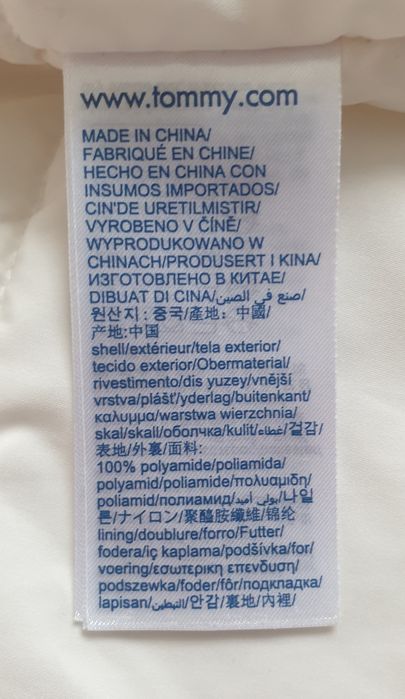 www.tommy.com
MADE IN CHINA/
FABRIQUÉ EN CHINE/
HECHO EN CHINA CON
INSUMOS IMPORTADOS/
CIN'DE URETILMISTIR/
VYROBENO V ČÍNĚ/
WYPRODUKOWANO W
CHINACH/PRODUSERT I KINA/
ИЗГОТОВЛЕНО В КИТАЕ/
DIBUAT DI CINA/صنع في الصين/
원산지 : 중국/產地：中國/
产地:中国
shell/extérieur/tela exterior/
tecido exterior/Obermaterial/
rivestimento/dis yuzey/vnější
vrstva/plášť/yderlag/buitenkant/
καλυμμα/warstwa wierzchnia/
skal/skall/оболчка/kulit/غطاء/겉감/
表地/外裏/面料:
100% polyamide/poliamida/
polyamid/poliamide/πολυαμιδη/
poliamid/полиамид/بولي أميد/나일
론/ナイロン/聚醯胺纖維/锦纶
lining/doublure/forro/Futter/
fodera/iç kaplama/podšívka/for/
voering/εσωτερικη επενδυση/
podszewka/foder/fôr/подкладка/
lapisan/التبطين/안감/裏地/內裡/